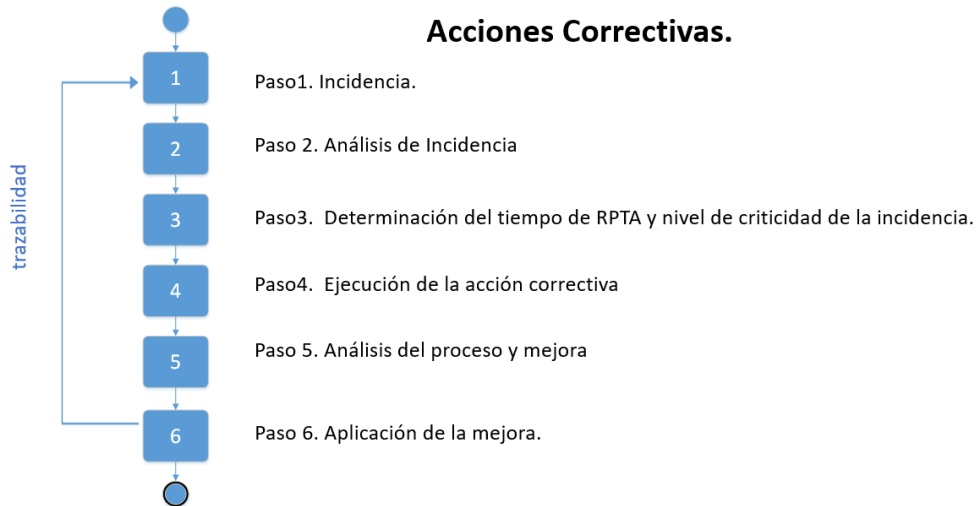 Acciones Correctivas.
1
Paso1. Incidencia.
2
Paso 2. Análisis de Incidencia
trazabilidad
3
Paso3.  Determinación del tiempo de RPTA y nivel de criticidad de la incidencia.
4
Paso4.  Ejecución de la acción correctiva
5
Paso 5. Análisis del proceso y mejora
6
Paso 6. Aplicación de la mejora.